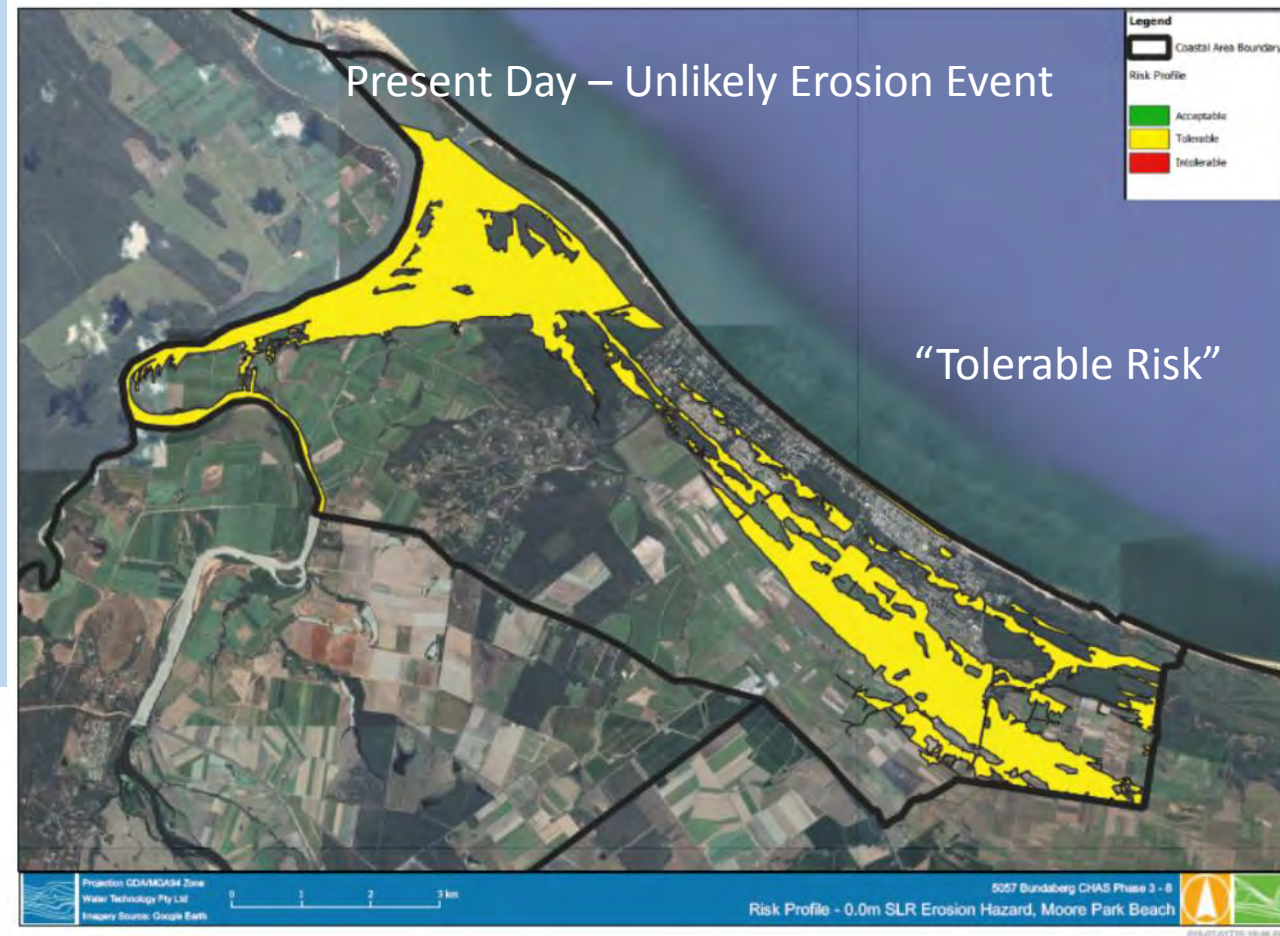 Present Day – Unlikely Erosion Event
Legend
Coastal Area Boundary
Risk Profile
Acceptable
Tolerable
Intolerable
“Tolerable Risk”
Projection GDA/MGA94 Zone
Water Technology Pty Ltd
Imagery Source: Google Earth
0 1 2 3 km
5057 Bundaberg CHAS Phase 3 - 8
Risk Profile - 0.0m SLR Erosion Hazard, Moore Park Beach